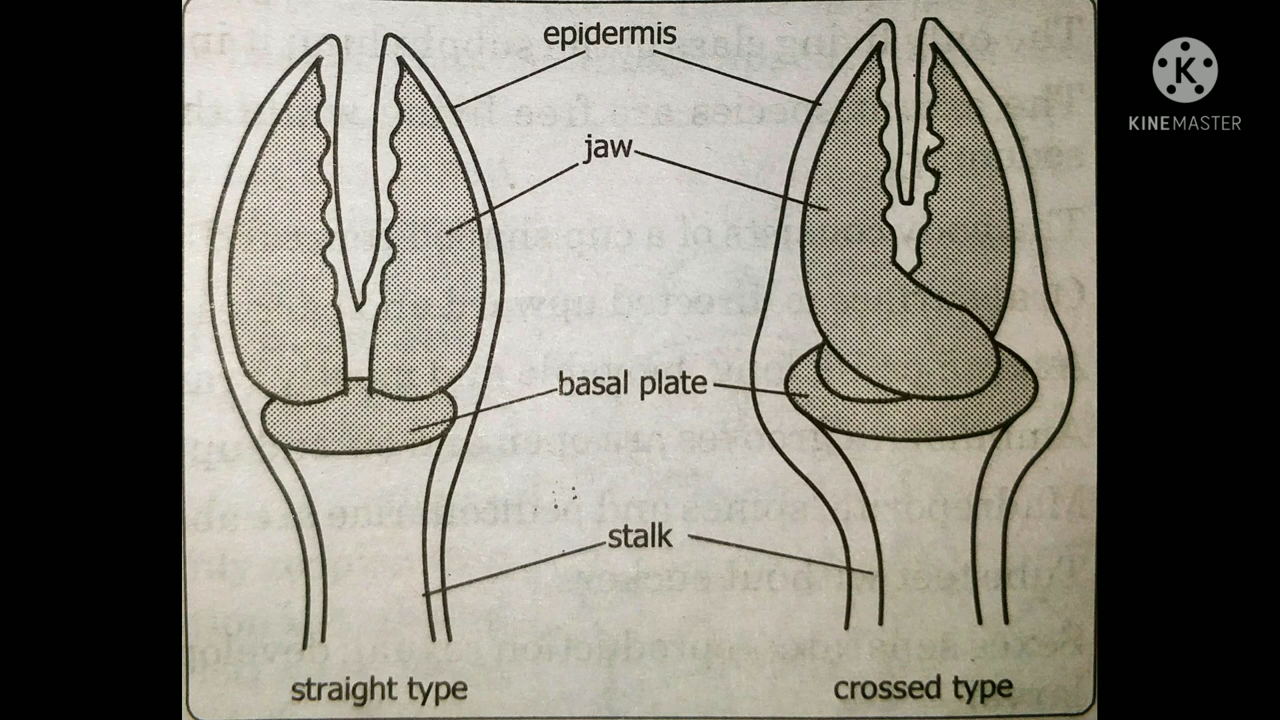 epidermis
jaw
basal plate
stalk
straight type
crossed type
K
KINEMASTER